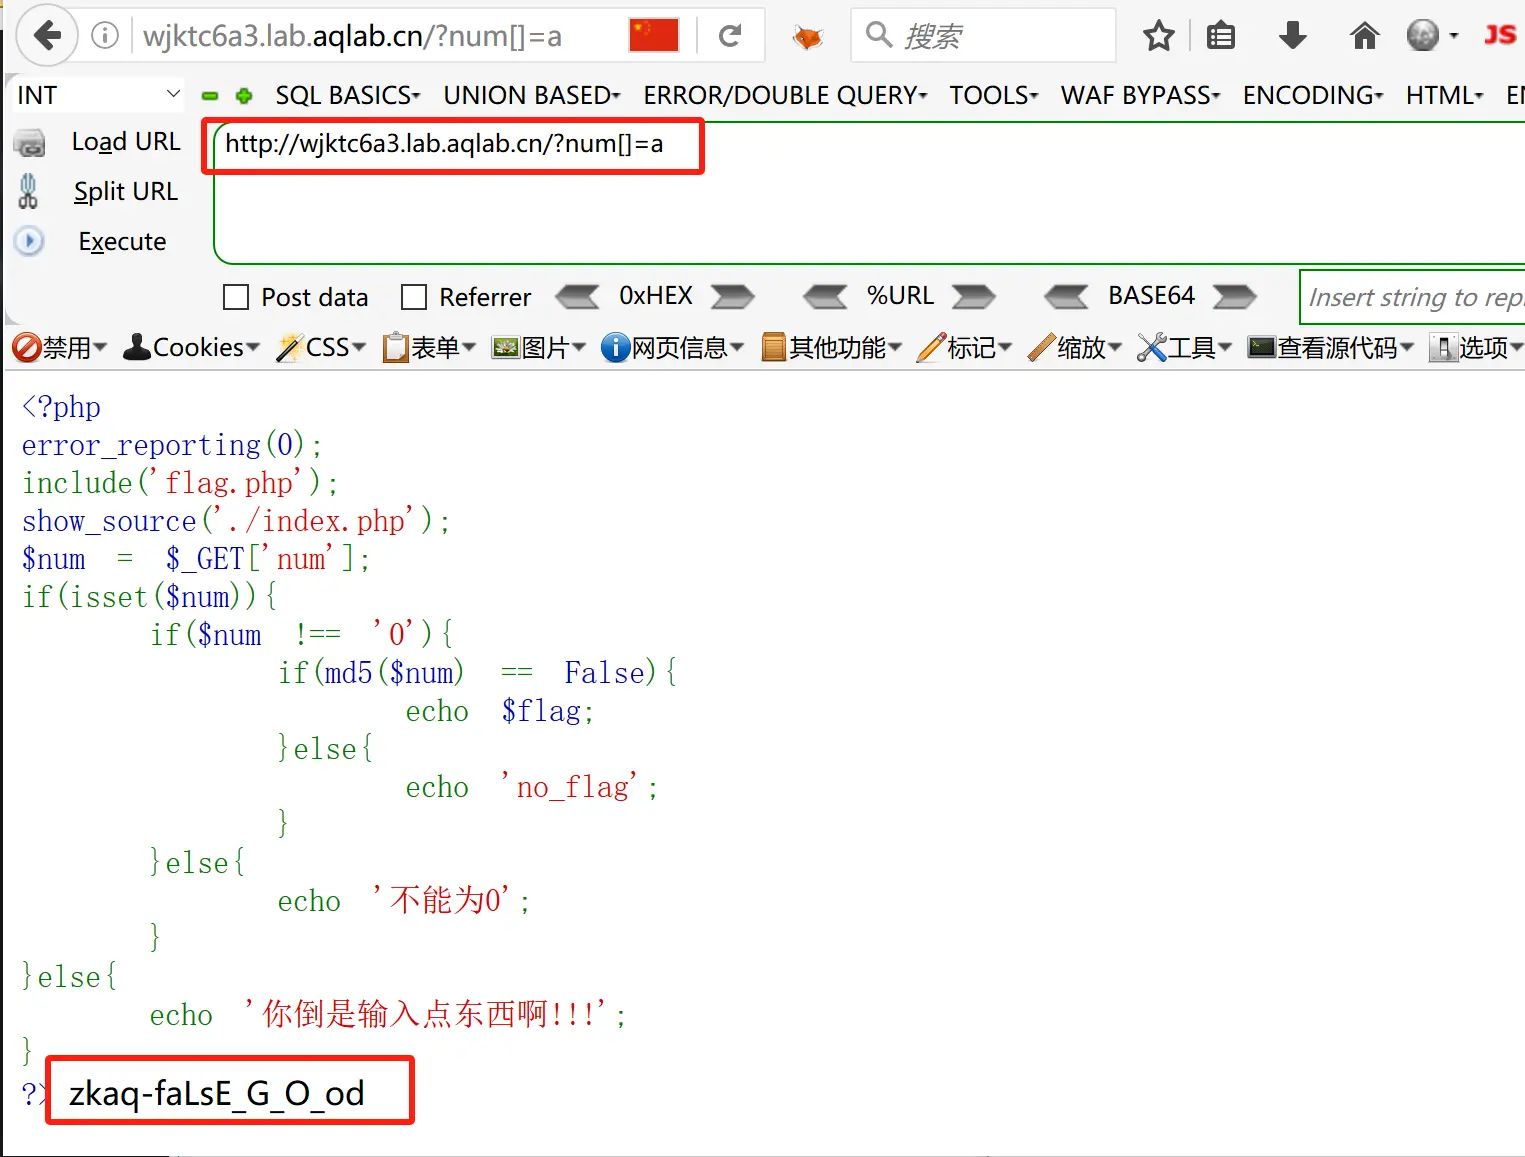 wjktc6a3.lab.aqlab.cn/?num[]=a 搜索 JS
INT SQL BASICS UNION BASED ERROR/DOUBLE QUERY TOOLS WAF BYPASS ENCODING HTML
Load URL http://wjktc6a3.lab.aqlab.cn/?num[]=a
Split URL
Execute
Post data Referrer 0xHEX %URL BASE64 Insert string to rep
禁用 Cookies CSS 表单 图片 网页信息 其他功能 标记 缩放 工具 查看源代码 选项
<?php
error_reporting(0);
include('flag.php');
show_source('./index.php');
$num = $_GET['num'];
if(isset($num)){
if($num !== '0'){
if(md5($num) == False){
echo $flag;
}else{
echo 'no_flag';
}
}else{
echo '不能为0';
}
}else{
echo '你倒是输入点东西啊!!!';
}
?> zkaq-faLsE_G_O_od